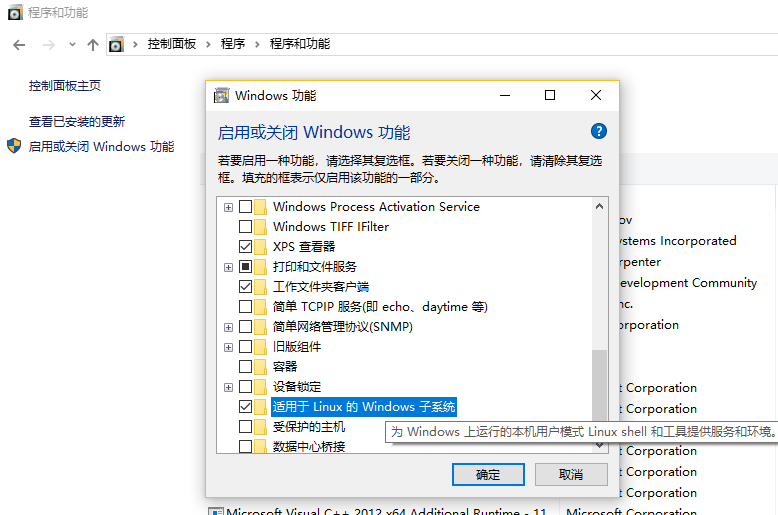 程序和功能
控制面板 > 程序 > 程序和功能
控制面板主页
查看已安装的更新
启用或关闭 Windows 功能
Windows 功能
启用或关闭 Windows 功能
若要启用一种功能，请选择其复选框。若要关闭一种功能，请清除其复选
框。填充的框表示仅启用该功能的一部分。
Windows Process Activation Service
Windows TIFF IFilter
XPS 查看器
打印和文件服务
工作文件夹客户端
简单 TCPIP 服务(即 echo、daytime 等)
简单网络管理协议(SNMP)
旧版组件
容器
设备锁定
适用于 Linux 的 Windows 子系统
受保护的主机
数据中心桥接
为 Windows 上运行的本机用户模式 Linux shell 和工具提供服务和环境。
确定
取消
ov
ystems Incorporated
rpenter
evelopment Community
nc.
orporation
t Corporation
t Corporation
t Corporation
t Corporation
t Corporation
Microsoft Visual C++ 2012 x64 Additional Runtime - 11
Microsoft Corporation